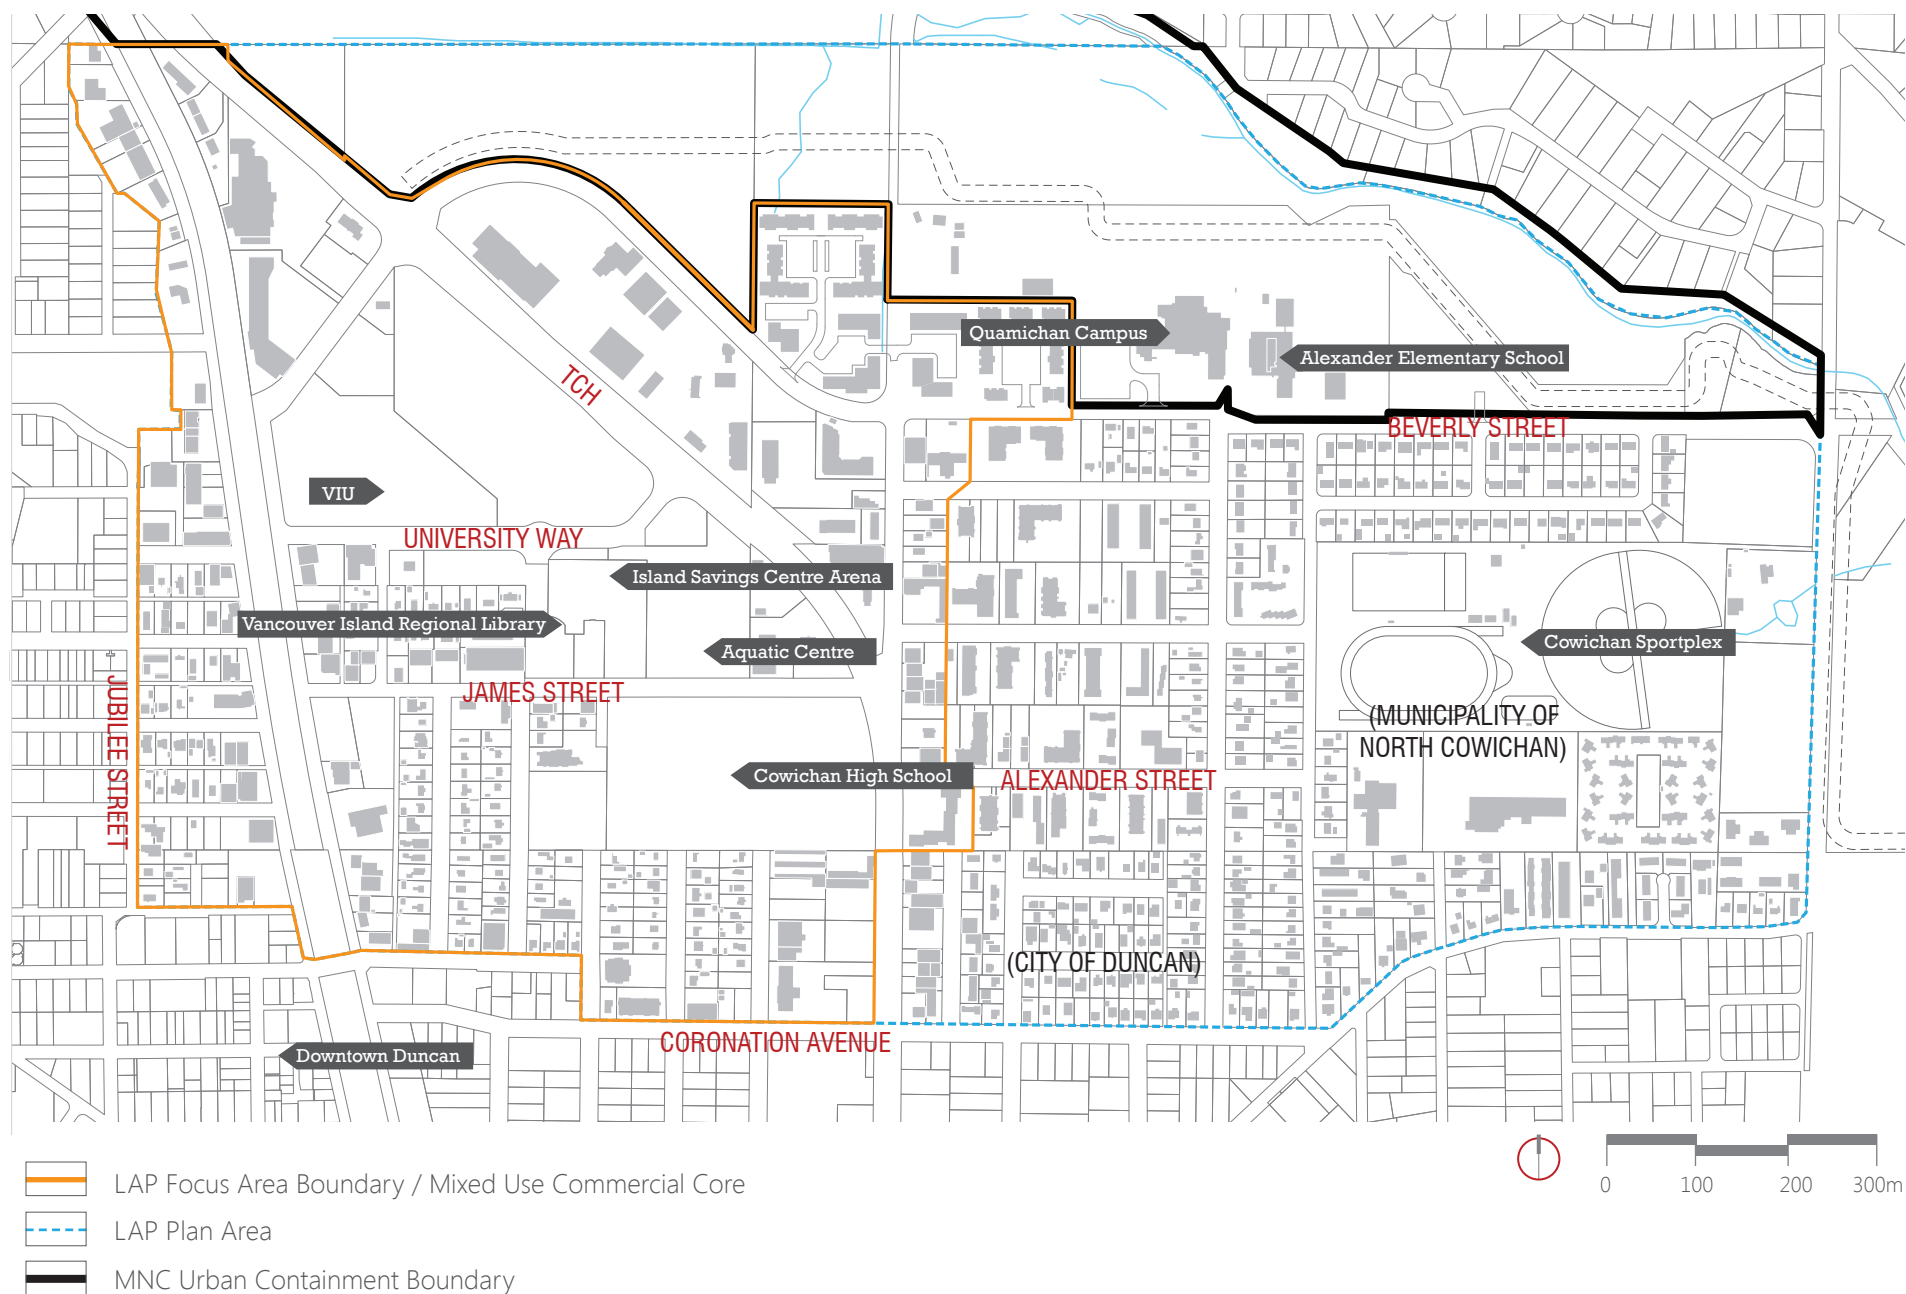 Quamichan Campus
Alexander Elementary School
TCH
BEVERLY STREET
VIU
UNIVERSITY WAY
Island Savings Centre Arena
Vancouver Island Regional Library
Aquatic Centre
Cowichan Sportplex
JAMES STREET
JUBILEE STREET
(MUNICIPALITY OF
NORTH COWICHAN)
Cowichan High School
ALEXANDER STREET
(CITY OF DUNCAN)
CORONATION AVENUE
Downtown Duncan
0 100 200 300m
LAP Focus Area Boundary / Mixed Use Commercial Core
LAP Plan Area
MNC Urban Containment Boundary